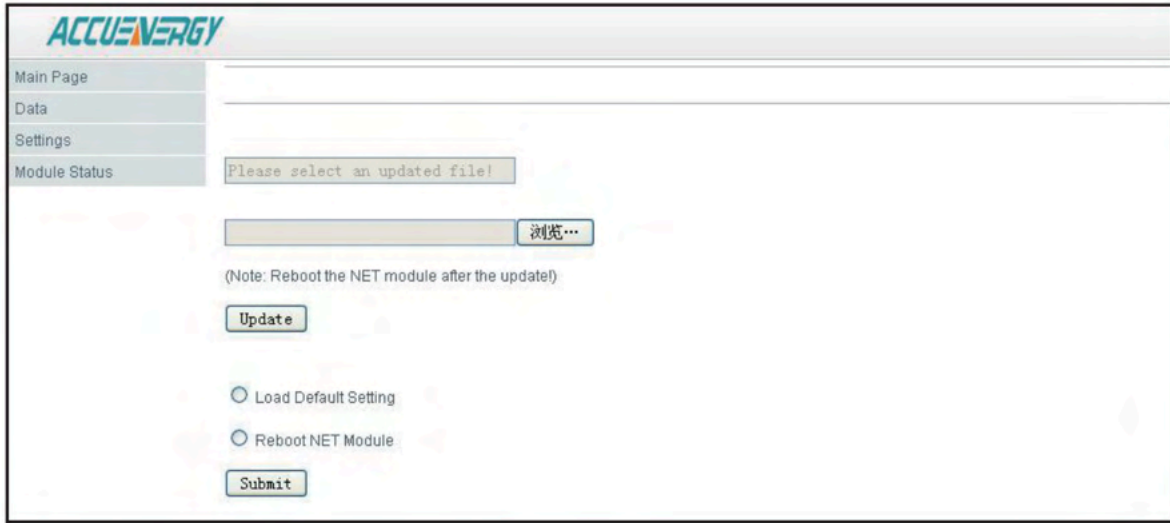 ACCUENERGY
Main Page
Data
Settings
Module Status
Please select an updated file!
浏览…
(Note: Reboot the NET module after the update!)
Update
Load Default Setting
Reboot NET Module
Submit